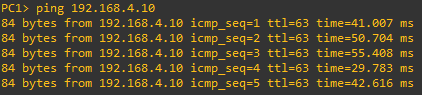 PC1> ping 192.168.4.10
84 bytes from 192.168.4.10 icmp_seq=1 ttl=63 time=41.007 ms
84 bytes from 192.168.4.10 icmp_seq=2 ttl=63 time=50.704 ms
84 bytes from 192.168.4.10 icmp_seq=3 ttl=63 time=55.408 ms
84 bytes from 192.168.4.10 icmp_seq=4 ttl=63 time=29.783 ms
84 bytes from 192.168.4.10 icmp_seq=5 ttl=63 time=42.616 ms